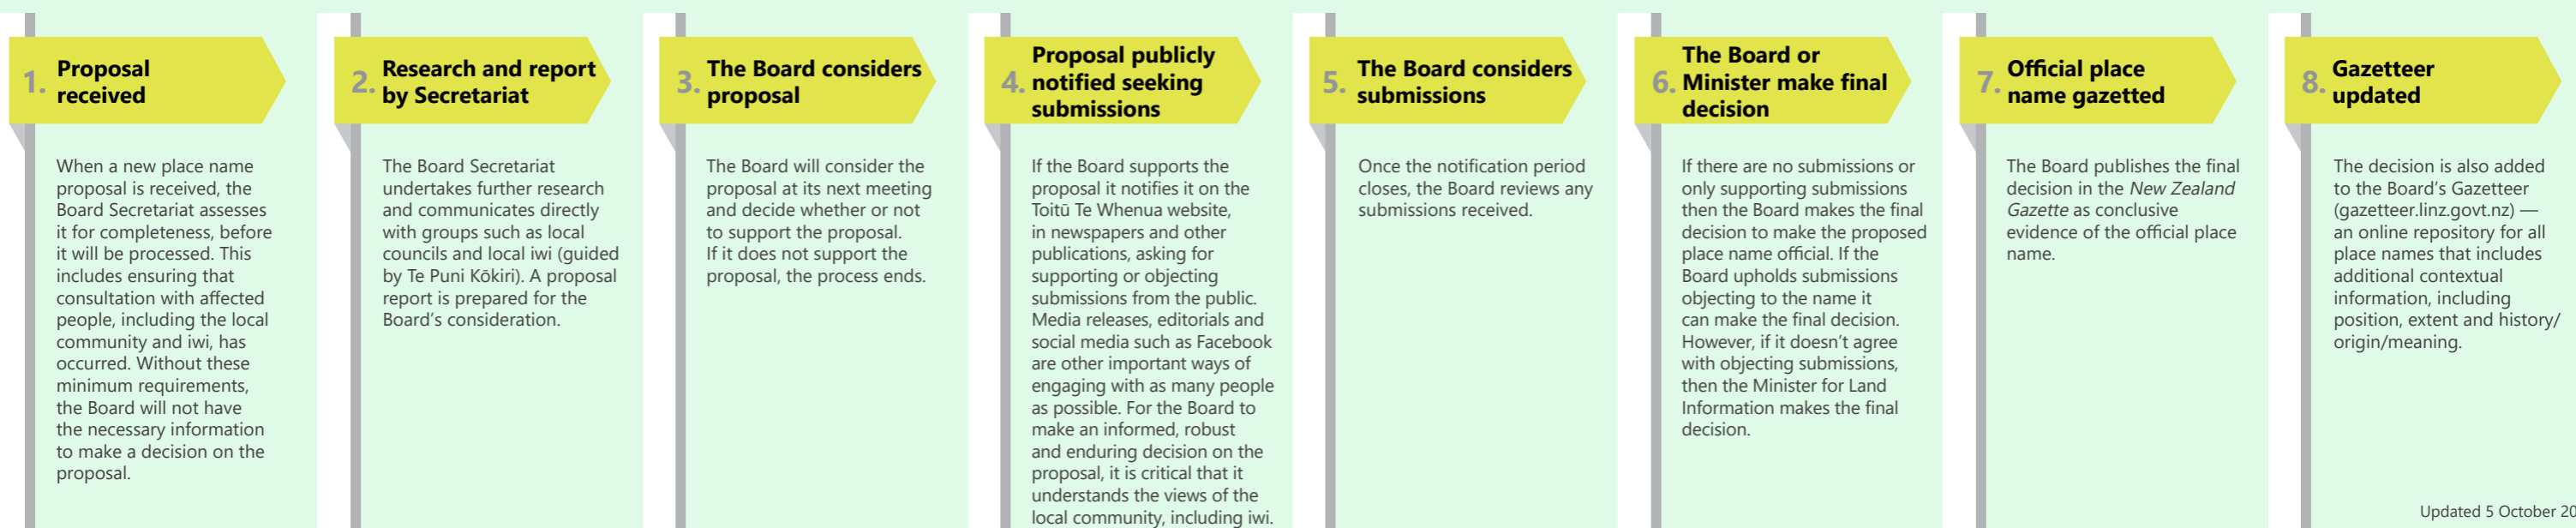 1.
Proposal
received
When a new place name
proposal is received, the
Board Secretariat assesses
it for completeness, before
it will be processed. This
includes ensuring that
consultation with affected
people, including the local
community and iwi, has
occurred. Without these
minimum requirements,
the Board will not have
the necessary information
to make a decision on the
proposal.
2.
Research and report
by Secretariat
The Board Secretariat
undertakes further research
and communicates directly
with groups such as local
councils and local iwi (guided
by Te Puni Kōkiri). A proposal
report is prepared for the
Board’s consideration.
3.
The Board considers
proposal
The Board will consider the
proposal at its next meeting
and decide whether or not
to support the proposal.
If it does not support the
proposal, the process ends.
4.
Proposal publicly
notified seeking
submissions
If the Board supports the
proposal it notifies it on the
Toitū Te Whenua website,
in newspapers and other
publications, asking for
supporting or objecting
submissions from the public.
Media releases, editorials and
social media such as Facebook
are other important ways of
engaging with as many people
as possible. For the Board to
make an informed, robust
and enduring decision on the
proposal, it is critical that it
understands the views of the
local community, including iwi.
5.
The Board considers
submissions
Once the notification period
closes, the Board reviews any
submissions received.
6.
The Board or
Minister make final
decision
If there are no submissions or
only supporting submissions
then the Board makes the final
decision to make the proposed
place name official. If the
Board upholds submissions
objecting to the name it
can make the final decision.
However, if it doesn’t agree
with objecting submissions,
then the Minister for Land
Information makes the final
decision.
7.
Official place
name gazetted
The Board publishes the final
decision in the New Zealand
Gazette as conclusive
evidence of the official place
name.
8.
Gazetteer
updated
The decision is also added
to the Board’s Gazetteer
(gazetteer.linz.govt.nz) —
an online repository for all
place names that includes
additional contextual
information, including
position, extent and history/
origin/meaning.
Updated 5 October 20